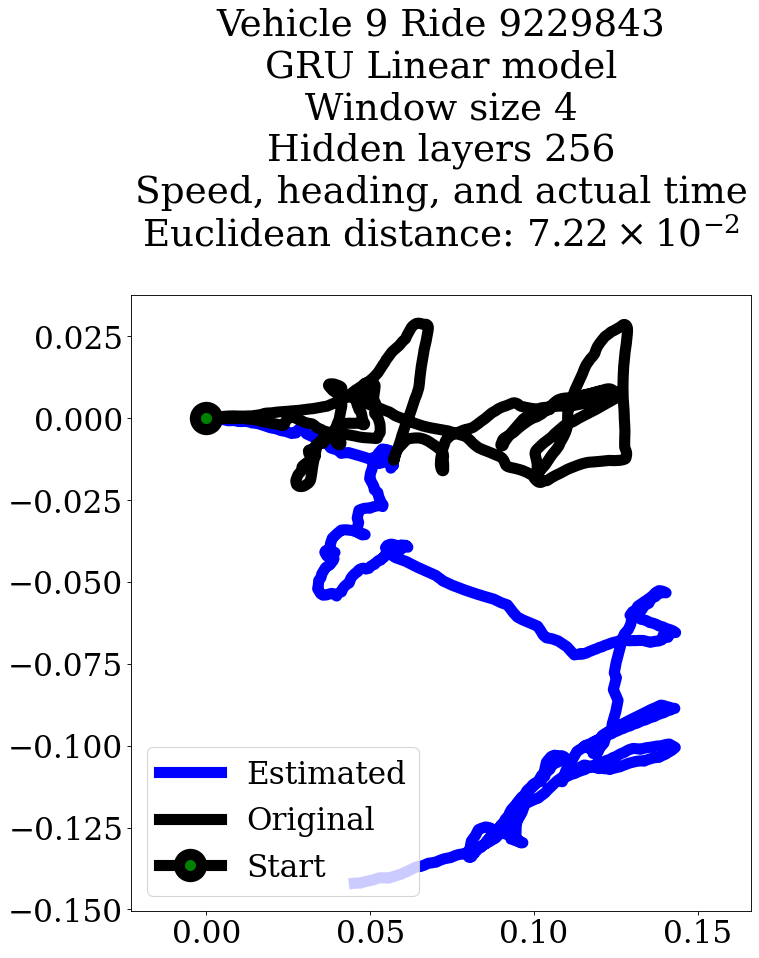 Vehicle 9 Ride 9229843
GRU Linear model
Window size 4
Hidden layers 256
Speed, heading, and actual time
Euclidean distance: 7.22 × 10⁻²
0.025
0.000
−0.025
−0.050
−0.075
−0.100
−0.125
−0.150
Estimated
Original
Start
0.00 0.05 0.10 0.15